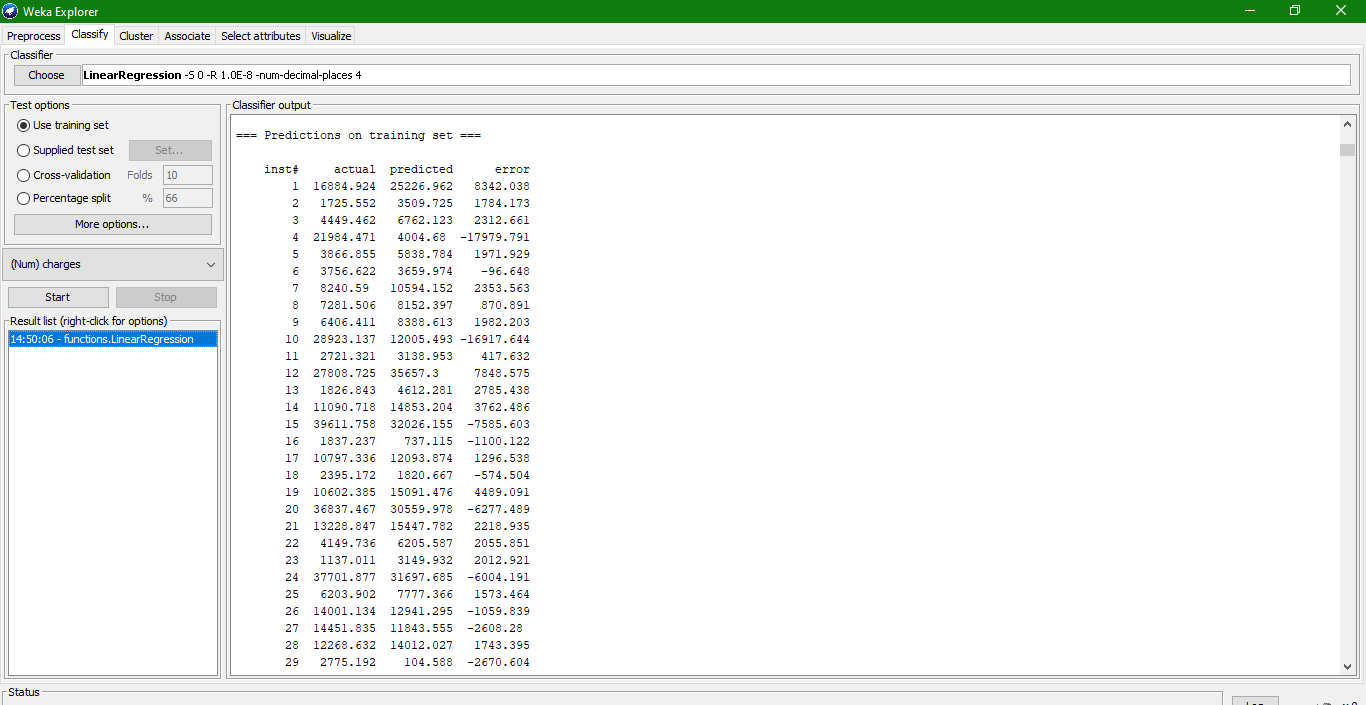 Weka Explorer
Preprocess Classify Cluster Associate Select attributes Visualize
Classifier
Choose LinearRegression -S 0 -R 1.0E-8 -num-decimal-places 4
Test options
Use training set
Supplied test set Set...
Cross-validation Folds 10
Percentage split % 66
More options...
(Num) charges
Start Stop
Result list (right-click for options)
14:50:06 - functions.LinearRegression
Classifier output
=== Predictions on training set ===
inst# actual predicted error
1 16884.924 25226.962 8342.038
2 1725.552 3509.725 1784.173
3 4449.462 6762.123 2312.661
4 21984.471 4004.68 -17979.791
5 3866.855 5838.784 1971.929
6 3756.622 3659.974 -96.648
7 8240.59 10594.152 2353.563
8 7281.506 8152.397 870.891
9 6406.411 8388.613 1982.203
10 28923.137 12005.493 -16917.644
11 2721.321 3138.953 417.632
12 27808.725 35657.3 7848.575
13 1826.843 4612.281 2785.438
14 11090.718 14853.204 3762.486
15 39611.758 32026.155 -7585.603
16 1837.237 737.115 -1100.122
17 10797.336 12093.874 1296.538
18 2395.172 1820.667 -574.504
19 10602.385 15091.476 4489.091
20 36837.467 30559.978 -6277.489
21 13228.847 15447.782 2218.935
22 4149.736 6205.587 2055.851
23 1137.011 3149.932 2012.921
24 37701.877 31697.685 -6004.191
25 6203.902 7777.366 1573.464
26 14001.134 12941.295 -1059.839
27 14451.835 11843.555 -2608.28
28 12268.632 14012.027 1743.395
29 2775.192 104.588 -2670.604
Status